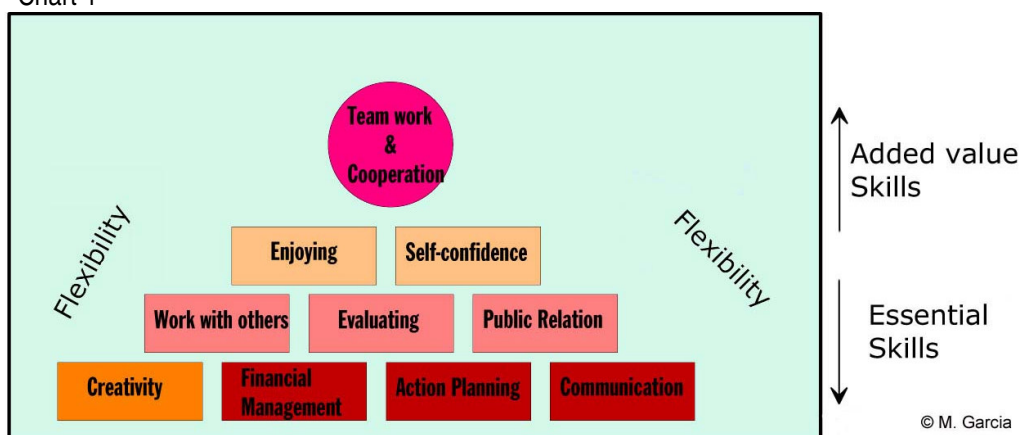 Chart 1
Team work
&
Cooperation
Added value
Skills
Flexibility
Flexibility
Enjoying
Self-confidence
Work with others
Evaluating
Public Relation
Essential
Skills
Creativity
Financial
Management
Action Planning
Communication
© M. Garcia